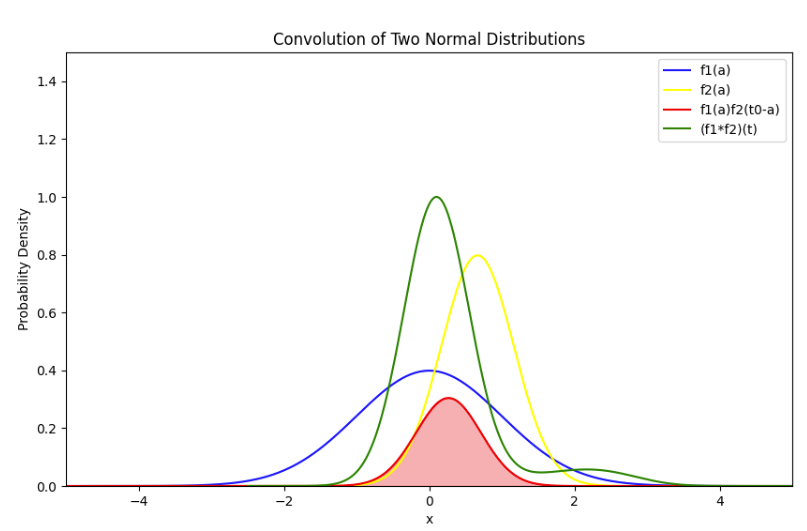 Convolution of Two Normal Distributions
f1(a)
f2(a)
f1(a)f2(t0-a)
(f1*f2)(t)
Probability Density
1.4
1.2
1.0
0.8
0.6
0.4
0.2
0.0
−4
−2
0
2
4
x